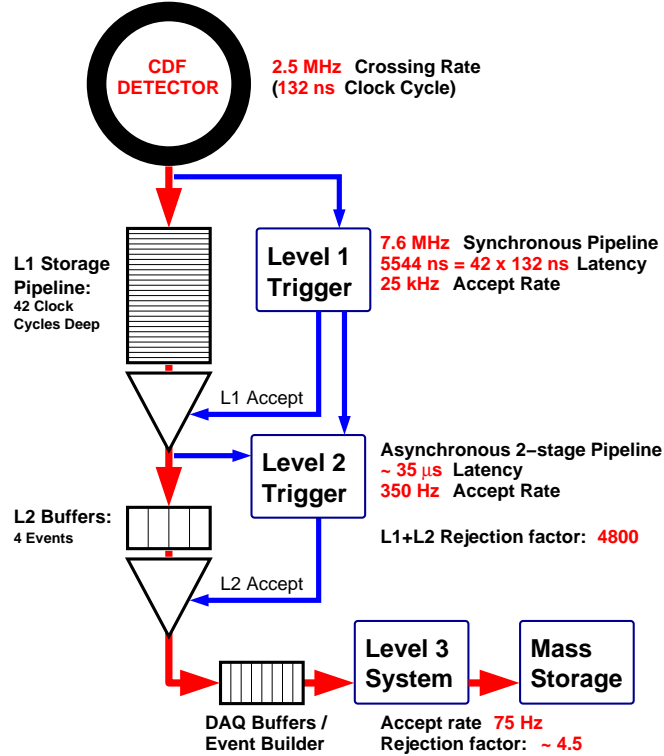 CDF
DETECTOR
2.5 MHz Crossing Rate
(132 ns Clock Cycle)
L1 Storage
Pipeline:
42 Clock
Cycles Deep
Level 1
Trigger
7.6 MHz Synchronous Pipeline
5544 ns = 42 x 132 ns Latency
25 kHz Accept Rate
L1 Accept
Level 2
Trigger
Asynchronous 2−stage Pipeline
~ 35 µs Latency
350 Hz Accept Rate
L2 Buffers:
4 Events
L1+L2 Rejection factor: 4800
L2 Accept
Level 3
System
Mass
Storage
DAQ Buffers /
Event Builder
Accept rate 75 Hz
Rejection factor: ~ 4.5